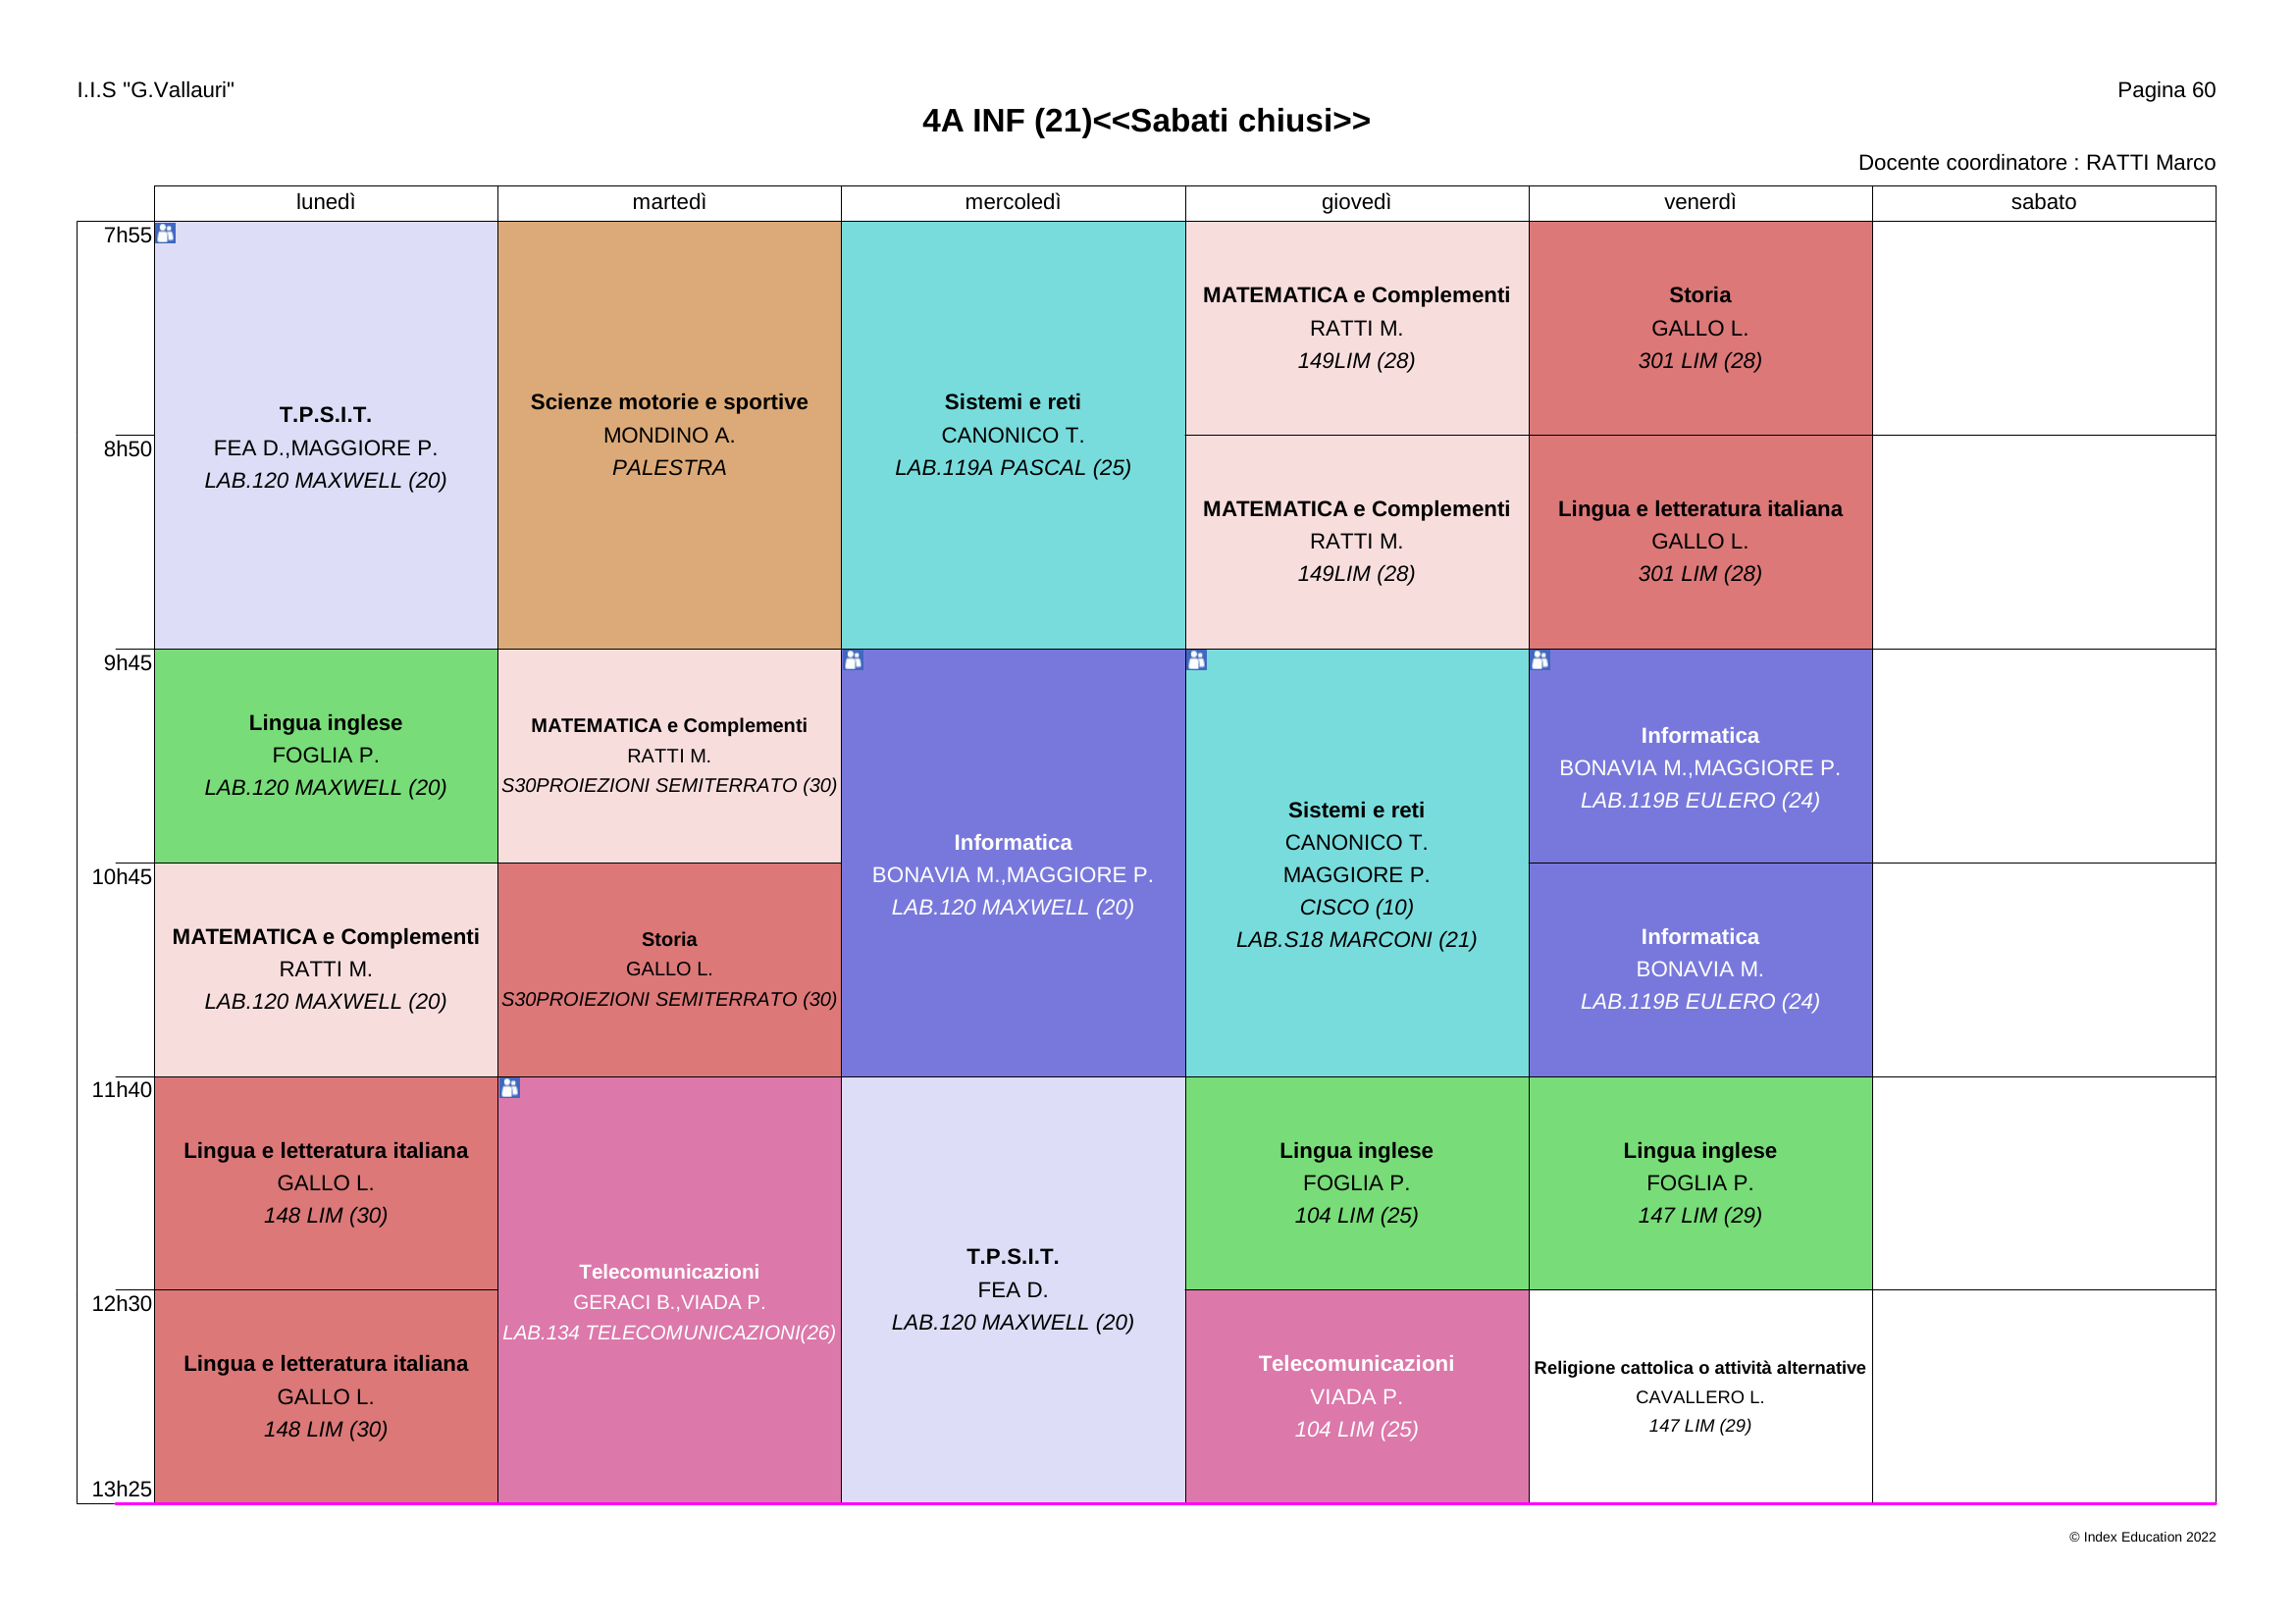 I.I.S "G.Vallauri"
Pagina 60
4A INF (21)<<Sabati chiusi>>
Docente coordinatore : RATTI Marco
lunedì
martedì
mercoledì
giovedì
venerdì
sabato
7h55
8h50
9h45
10h45
11h40
12h30
13h25
T.P.S.I.T.
FEA D.,MAGGIORE P.
LAB.120 MAXWELL (20)
Lingua inglese
FOGLIA P.
LAB.120 MAXWELL (20)
MATEMATICA e Complementi
RATTI M.
LAB.120 MAXWELL (20)
Lingua e letteratura italiana
GALLO L.
148 LIM (30)
Lingua e letteratura italiana
GALLO L.
148 LIM (30)
Scienze motorie e sportive
MONDINO A.
PALESTRA
MATEMATICA e Complementi
RATTI M.
S30PROIEZIONI SEMITERRATO (30)
Storia
GALLO L.
S30PROIEZIONI SEMITERRATO (30)
Telecomunicazioni
GERACI B.,VIADA P.
LAB.134 TELECOMUNICAZIONI(26)
Sistemi e reti
CANONICO T.
LAB.119A PASCAL (25)
Informatica
BONAVIA M.,MAGGIORE P.
LAB.120 MAXWELL (20)
T.P.S.I.T.
FEA D.
LAB.120 MAXWELL (20)
MATEMATICA e Complementi
RATTI M.
149LIM (28)
MATEMATICA e Complementi
RATTI M.
149LIM (28)
Sistemi e reti
CANONICO T.
MAGGIORE P.
CISCO (10)
LAB.S18 MARCONI (21)
Lingua inglese
FOGLIA P.
104 LIM (25)
Telecomunicazioni
VIADA P.
104 LIM (25)
Storia
GALLO L.
301 LIM (28)
Lingua e letteratura italiana
GALLO L.
301 LIM (28)
Informatica
BONAVIA M.,MAGGIORE P.
LAB.119B EULERO (24)
Informatica
BONAVIA M.
LAB.119B EULERO (24)
Lingua inglese
FOGLIA P.
147 LIM (29)
Religione cattolica o attività alternative
CAVALLERO L.
147 LIM (29)
© Index Education 2022